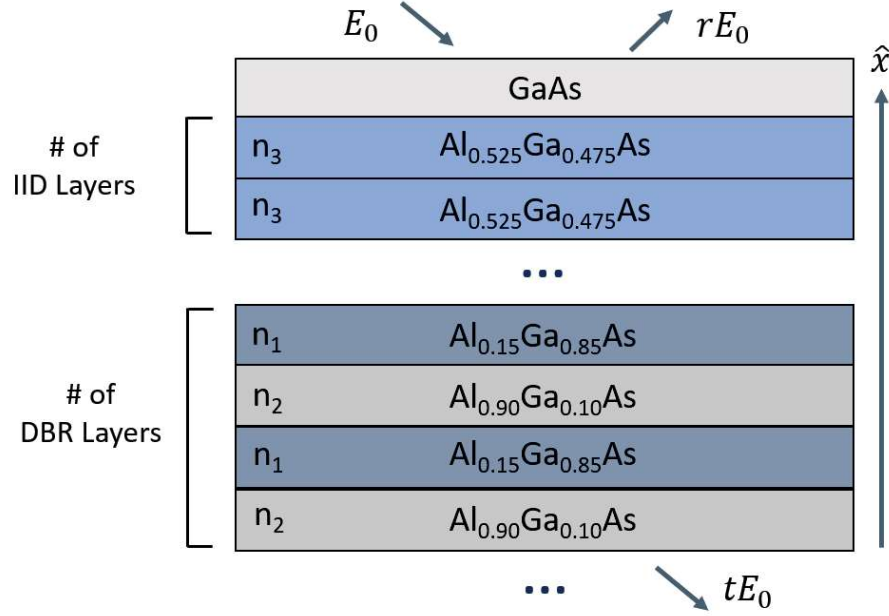 E₀
rE₀
x̂
GaAs
# of
IID Layers
n₃ Al₀.₅₂₅Ga₀.₄₇₅As
n₃ Al₀.₅₂₅Ga₀.₄₇₅As
...
# of
DBR Layers
n₁ Al₀.₁₅Ga₀.₈₅As
n₂ Al₀.₉₀Ga₀.₁₀As
n₁ Al₀.₁₅Ga₀.₈₅As
n₂ Al₀.₉₀Ga₀.₁₀As
...
tE₀